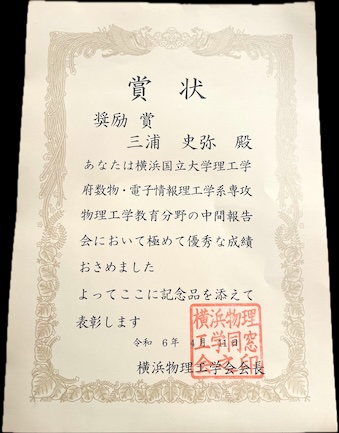 賞状
奨励賞
三浦 史弥 殿
あなたは横浜国立大学理工学
府数物・電子情報理工学系専攻
物理工学教育分野の中間報告
会において極めて優秀な成績
おさめました
よってここに記念品を添えて
表彰します
令和 6年 4月 11日
横浜物理工学会会長
横浜物理
工学同窓
会之印